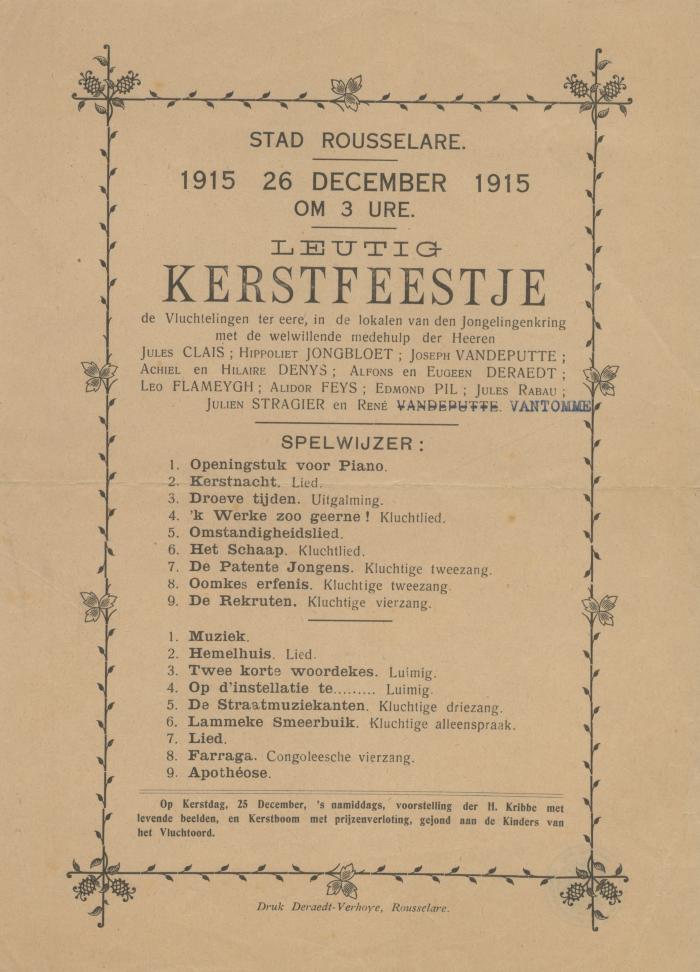 STAD ROUSSELARE.
1915 26 DECEMBER 1915
OM 3 URE.
LEUTIG
KERSTFEESTJE
de Vluchtelingen ter eere, in de lokalen van den Jongelingenkring
met de welwillende medehulp der Heeren
Jules CLAIS ; Hippoliet JONGBLOET ; Joseph VANDEPUTTE ;
Achiel en Hilaire DENYS ; Alfons en Eugeen DERAEDT ;
Leo FLAMEYGH ; Alidor FEYS ; Edmond PIL ; Jules Rabau ;
Julien STRAGIER en René VANDEPUTTE. VANTOMME
SPELWIJZER :
1. Openingstuk voor Piano.
2. Kerstnacht. Lied.
3. Droeve tijden. Uitgalming.
4. 'k Werke zoo geerne ! Kluchtlied.
5. Omstandigheidslied.
6. Het Schaap. Kluchtlied.
7. De Patente Jongens. Kluchtige tweezang.
8. Oomkes erfenis. Kluchtige tweezang.
9. De Rekruten. Kluchtige vierzang.
1. Muziek.
2. Hemelhuis. Lied.
3. Twee korte woordekes. Luimig.
4. Op d'instellatie te......... Luimig.
5. De Straatmuziekanten. Kluchtige driezang.
6. Lammeke Smeerbuik. Kluchtige alleenspraak.
7. Lied.
8. Farraga. Congoleesche vierzang.
9. Apothéose.
Op Kerstdag, 25 December, 's namiddags, voorstelling der H. Kribbe met
levende beelden, en Kerstboom met prijzenverloting, gejond aan de Kinders van
het Vluchtoord.
Druk Deraedt-Verhoye, Rousselare.